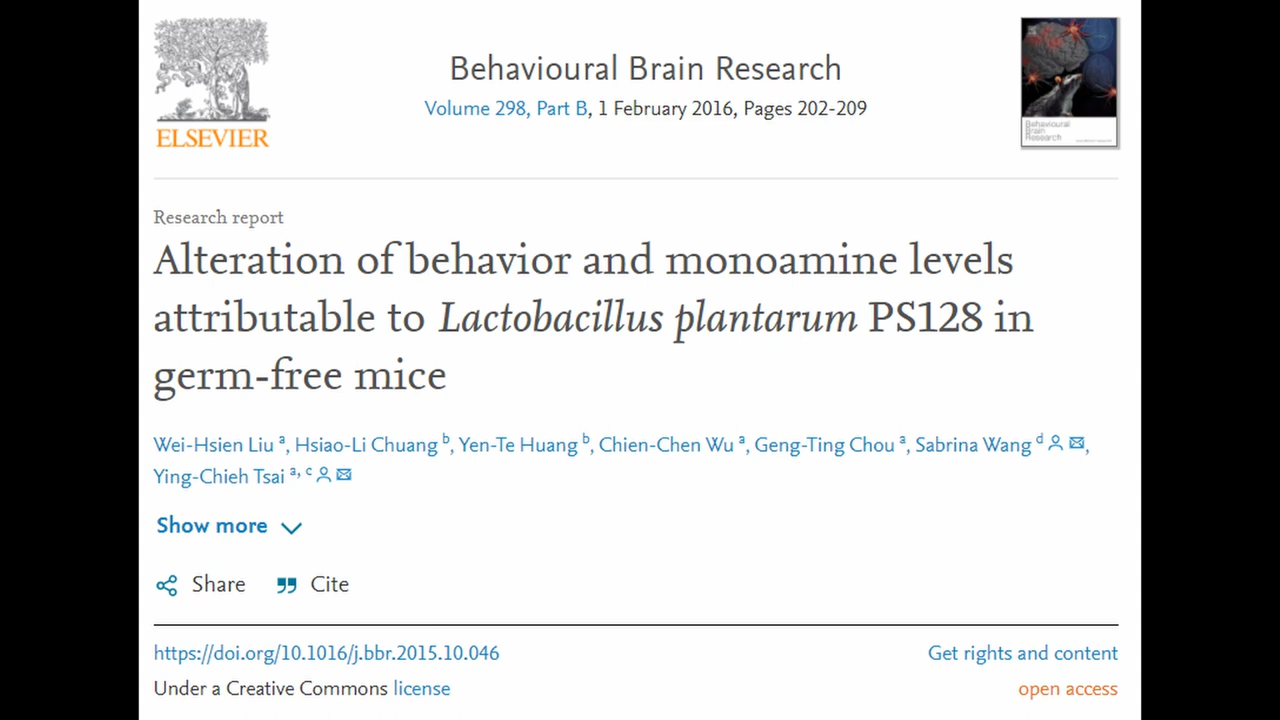 ELSEVIER
Behavioural Brain Research
Volume 298, Part B, 1 February 2016, Pages 202-209
Behavioural
Brain
Research
Research report
Alteration of behavior and monoamine levels
attributable to Lactobacillus plantarum PS128 in
germ-free mice
Wei-Hsien Liu a, Hsiao-Li Chuang b, Yen-Te Huang b, Chien-Chen Wu a, Geng-Ting Chou a, Sabrina Wang d,
Ying-Chieh Tsai a, c
Show more
Share Cite
https://doi.org/10.1016/j.bbr.2015.10.046 Get rights and content
Under a Creative Commons license open access